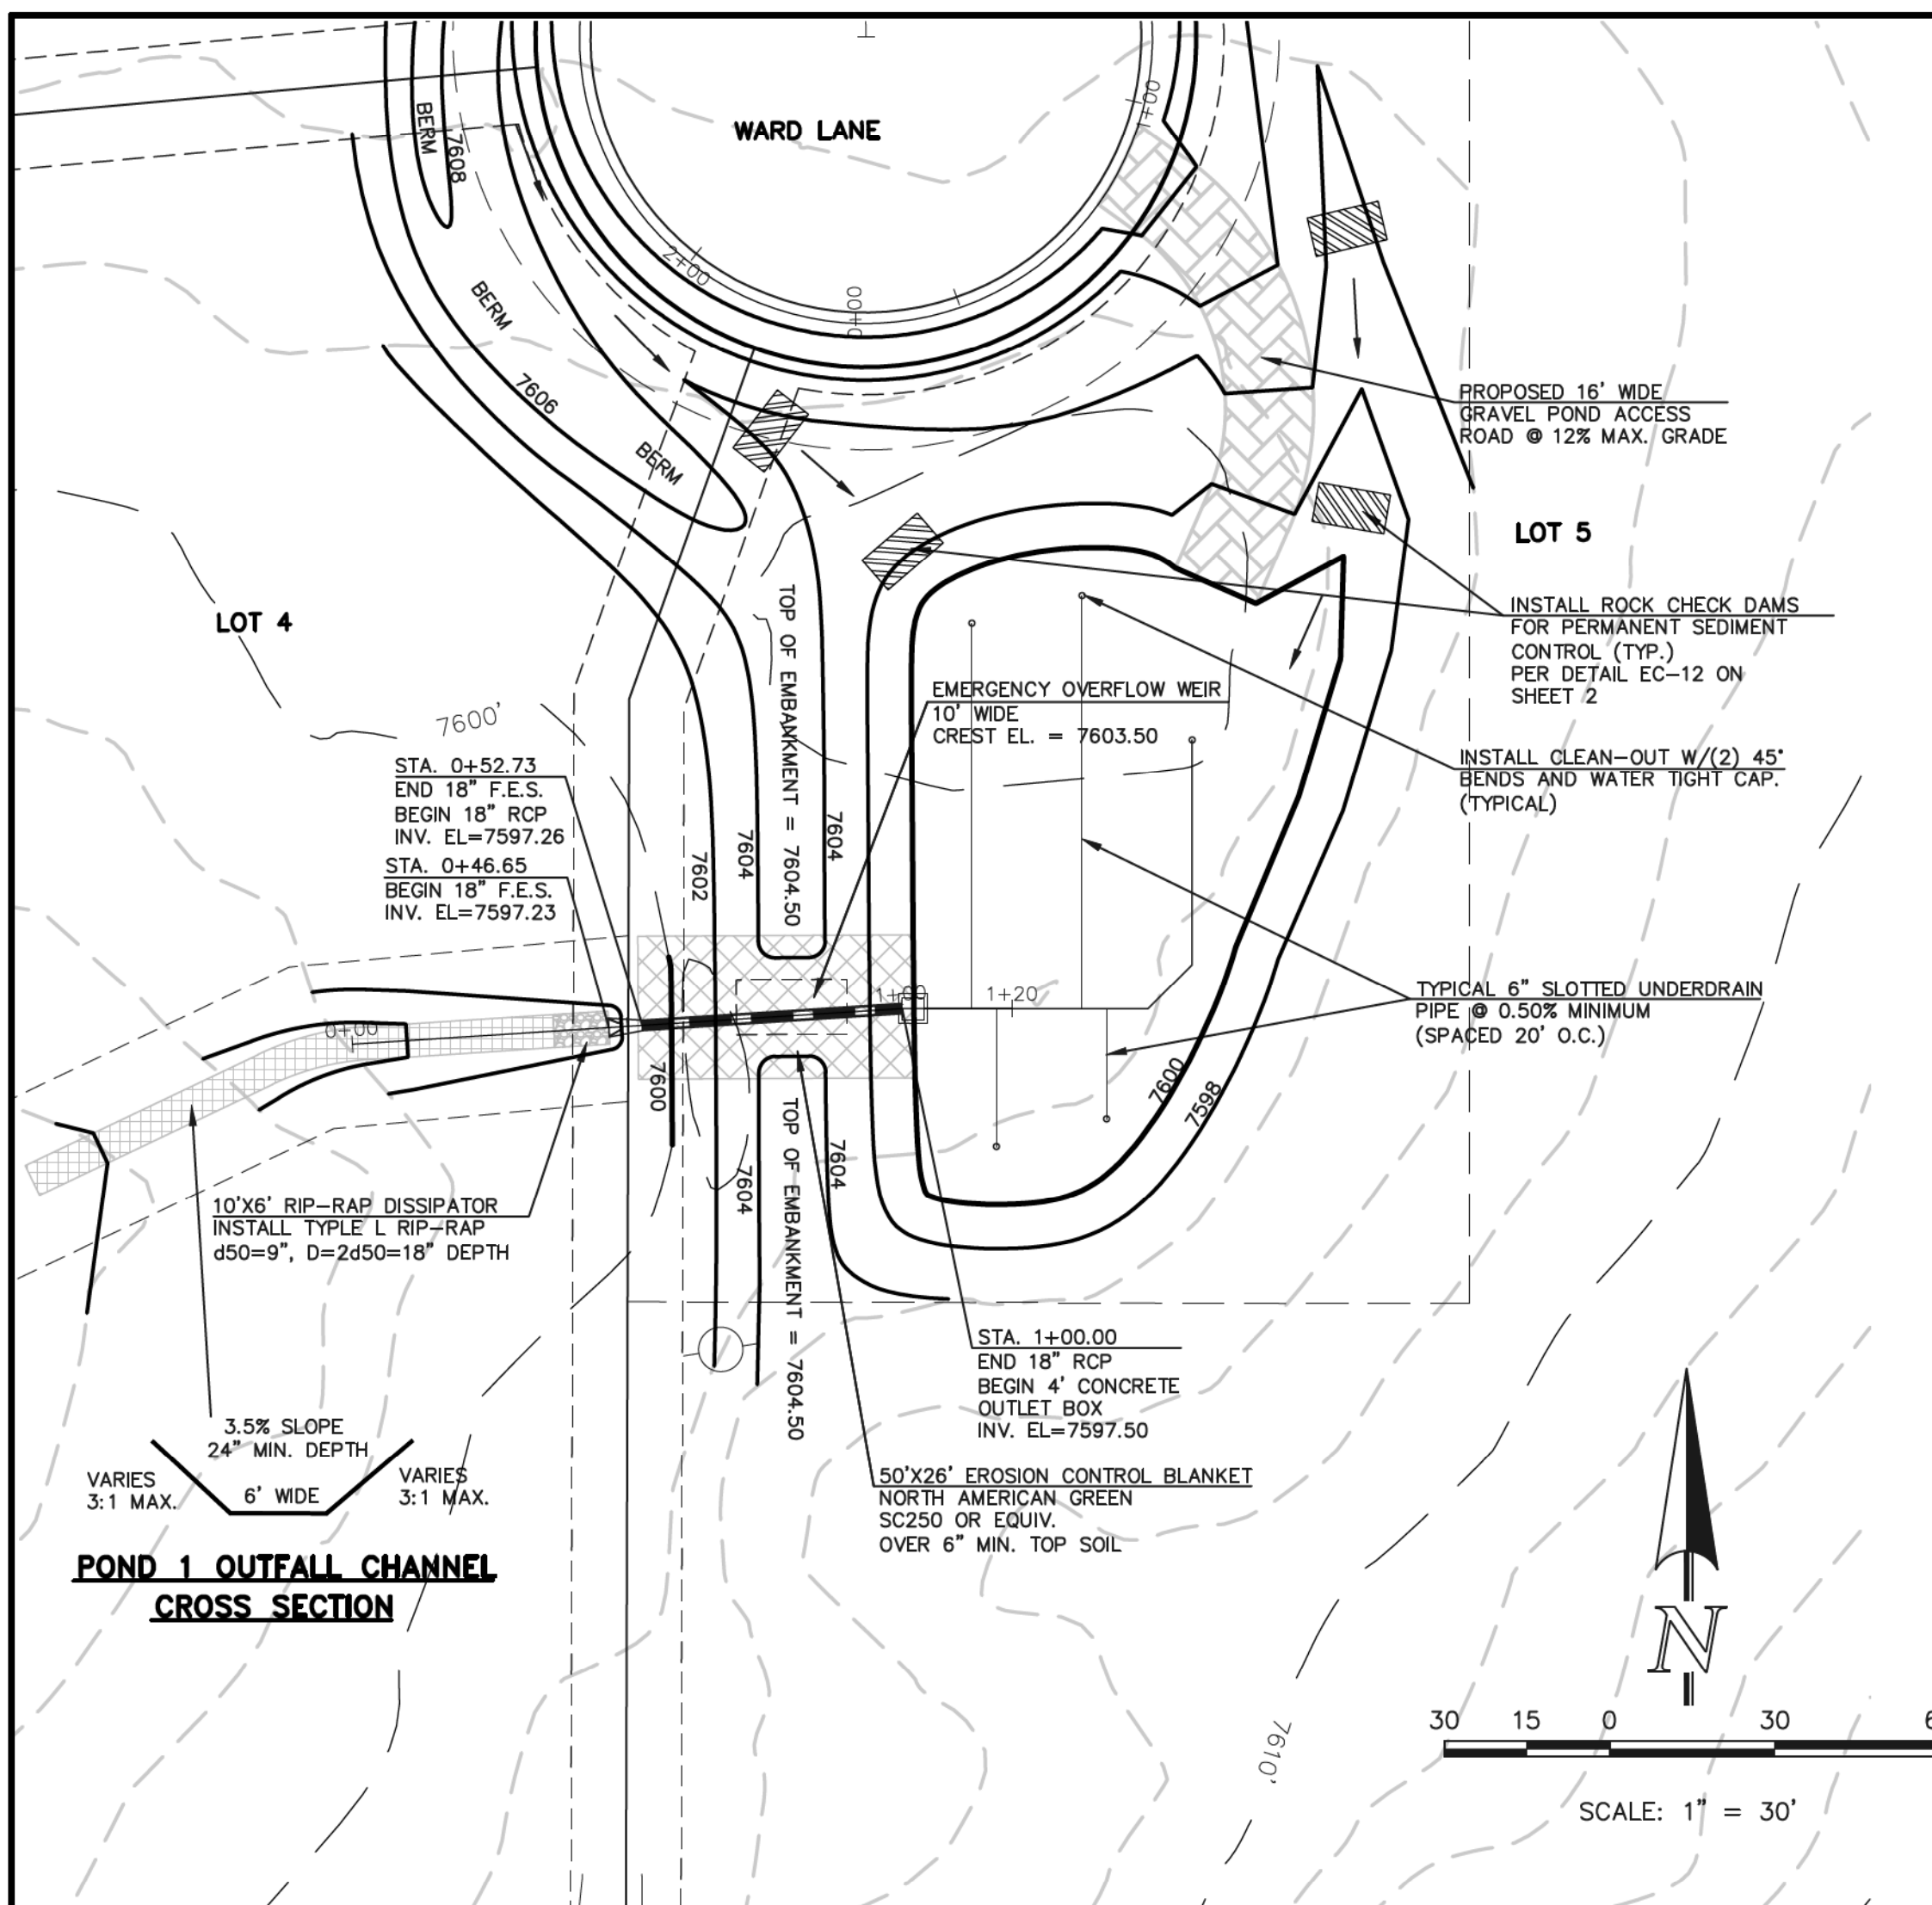 WARD LANE
1+00
2+00
0+00
BERM
7608
BERM
7606
BERM
PROPOSED 16' WIDE
GRAVEL POND ACCESS
ROAD @ 12% MAX. GRADE
LOT 5
INSTALL ROCK CHECK DAMS
FOR PERMANENT SEDIMENT
CONTROL (TYP.)
PER DETAIL EC-12 ON
SHEET 2
LOT 4
7600'
TOP OF EMBANKMENT = 7604.50
EMERGENCY OVERFLOW WEIR
10' WIDE
CREST EL. = 7603.50
INSTALL CLEAN-OUT W/(2) 45°
BENDS AND WATER TIGHT CAP.
(TYPICAL)
STA. 0+52.73
END 18" F.E.S.
BEGIN 18" RCP
INV. EL=7597.26
STA. 0+46.65
BEGIN 18" F.E.S.
INV. EL=7597.23
7602
7604
7604
TYPICAL 6" SLOTTED UNDERDRAIN
PIPE @ 0.50% MINIMUM
(SPACED 20' O.C.)
0+00
1+00
1+20
7600
7600
7598
7604
7604
TOP OF EMBANKMENT = 7604.50
10'X6' RIP-RAP DISSIPATOR
INSTALL TYPLE L RIP-RAP
d50=9", D=2d50=18" DEPTH
STA. 1+00.00
END 18" RCP
BEGIN 4' CONCRETE
OUTLET BOX
INV. EL=7597.50
50'X26' EROSION CONTROL BLANKET
NORTH AMERICAN GREEN
SC250 OR EQUIV.
OVER 6" MIN. TOP SOIL
3.5% SLOPE
24" MIN. DEPTH
VARIES
3:1 MAX.
6' WIDE
VARIES
3:1 MAX.
POND 1 OUTFALL CHANNEL
CROSS SECTION
7610'
N
30 15 0 30
SCALE: 1" = 30'